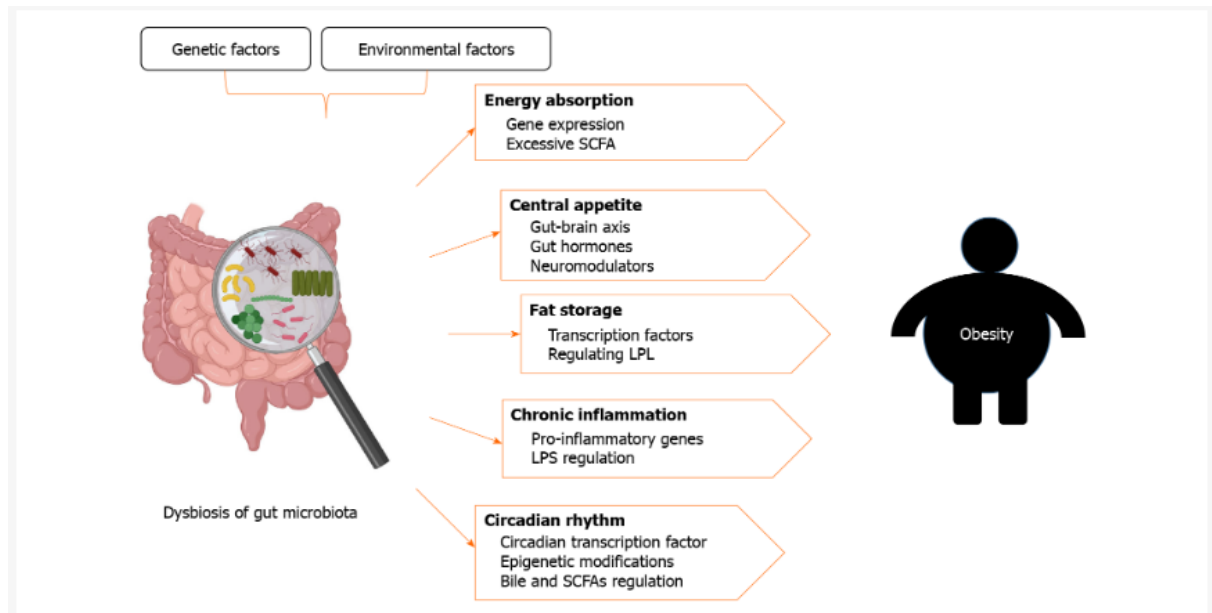 Genetic factors
Environmental factors
Energy absorption
Gene expression
Excessive SCFA
Central appetite
Gut-brain axis
Gut hormones
Neuromodulators
Fat storage
Transcription factors
Regulating LPL
Obesity
Chronic inflammation
Pro-inflammatory genes
LPS regulation
Dysbiosis of gut microbiota
Circadian rhythm
Circadian transcription factor
Epigenetic modifications
Bile and SCFAs regulation